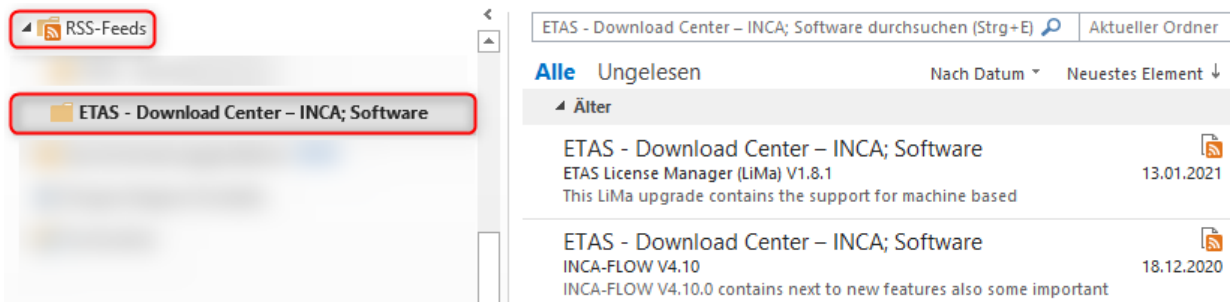 RSS-Feeds
ETAS - Download Center – INCA; Software
ETAS - Download Center – INCA; Software durchsuchen (Strg+E)
Aktueller Ordner
Alle Ungelesen
Nach Datum
Neuestes Element ↓
Älter
ETAS - Download Center – INCA; Software
ETAS License Manager (LiMa) V1.8.1
13.01.2021
This LiMa upgrade contains the support for machine based
ETAS - Download Center – INCA; Software
INCA-FLOW V4.10
18.12.2020
INCA-FLOW V4.10.0 contains next to new features also some important